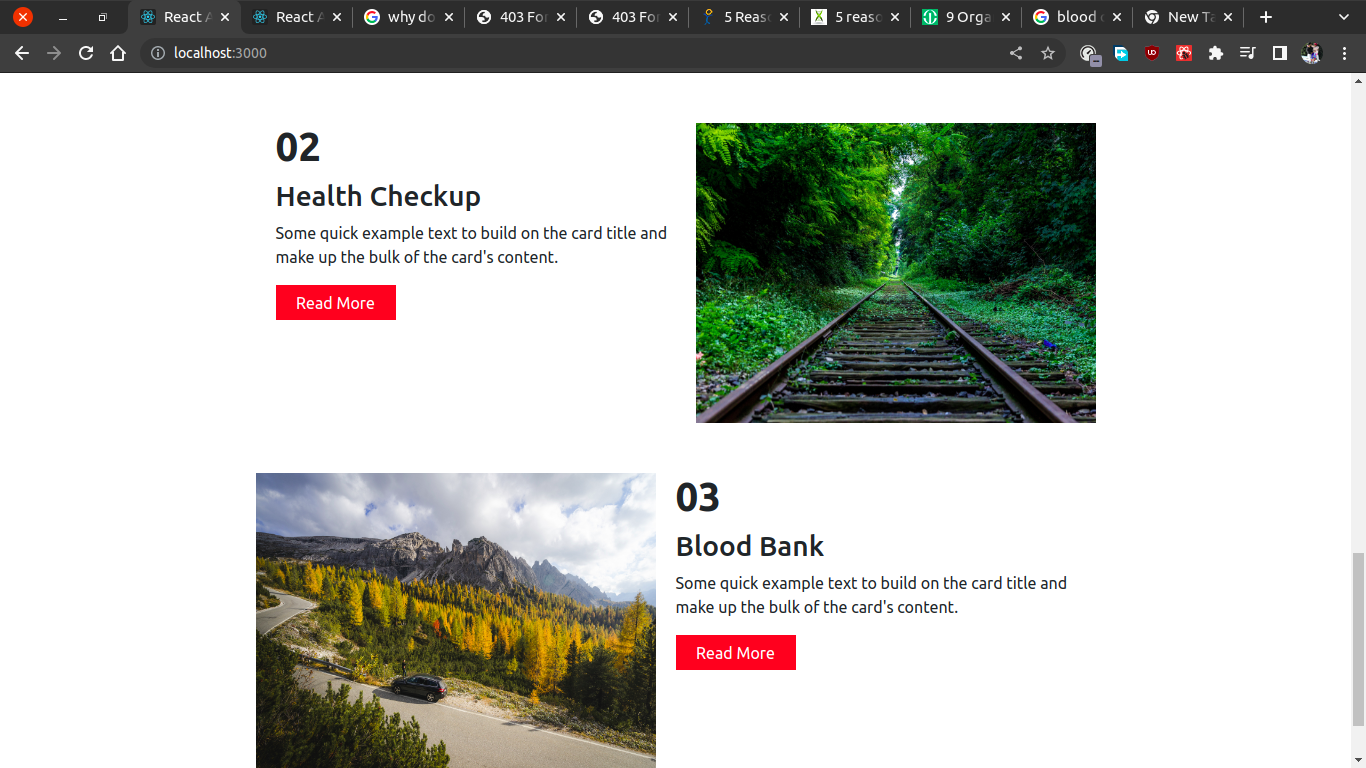 React A
React A
why do
403 For
403 For
5 Reaso
5 reaso
9 Orga
blood
New Ta
localhost:3000
02
Health Checkup
Some quick example text to build on the card title and
make up the bulk of the card's content.
Read More
03
Blood Bank
Some quick example text to build on the card title and
make up the bulk of the card's content.
Read More